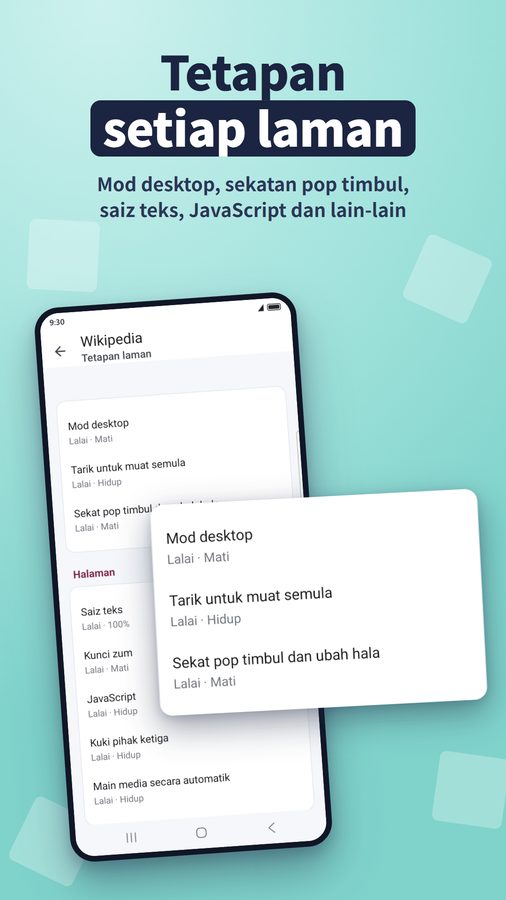 Tetapan
setiap laman
Mod desktop, sekatan pop timbul,
saiz teks, JavaScript dan lain-lain
9:30
Wikipedia
Tetapan laman
Mod desktop
Lalai · Mati
Tarik untuk muat semula
Lalai · Hidup
Sekat pop timbul
Lalai · Mati
Halaman
Saiz teks
Lalai · 100%
Kunci zum
Lalai · Mati
JavaScript
Lalai · Hidup
Kuki pihak ketiga
Lalai · Hidup
Main media secara automatik
Lalai · Hidup
Mod desktop
Lalai · Mati
Tarik untuk muat semula
Lalai · Hidup
Sekat pop timbul dan ubah hala
Lalai · Mati